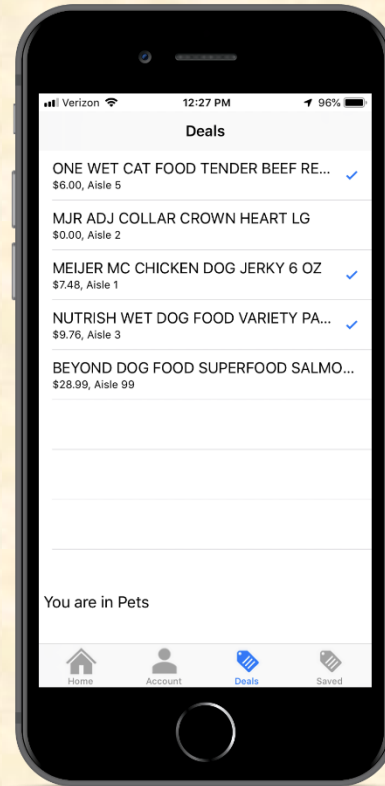 Verizon 12:27 PM 96%
Deals
ONE WET CAT FOOD TENDER BEEF RE...
$6.00, Aisle 5
MJR ADJ COLLAR CROWN HEART LG
$0.00, Aisle 2
MEIJER MC CHICKEN DOG JERKY 6 OZ
$7.48, Aisle 1
NUTRISH WET DOG FOOD VARIETY PA...
$9.76, Aisle 3
BEYOND DOG FOOD SUPERFOOD SALMO...
$28.99, Aisle 99
You are in Pets
Home Account Deals Saved